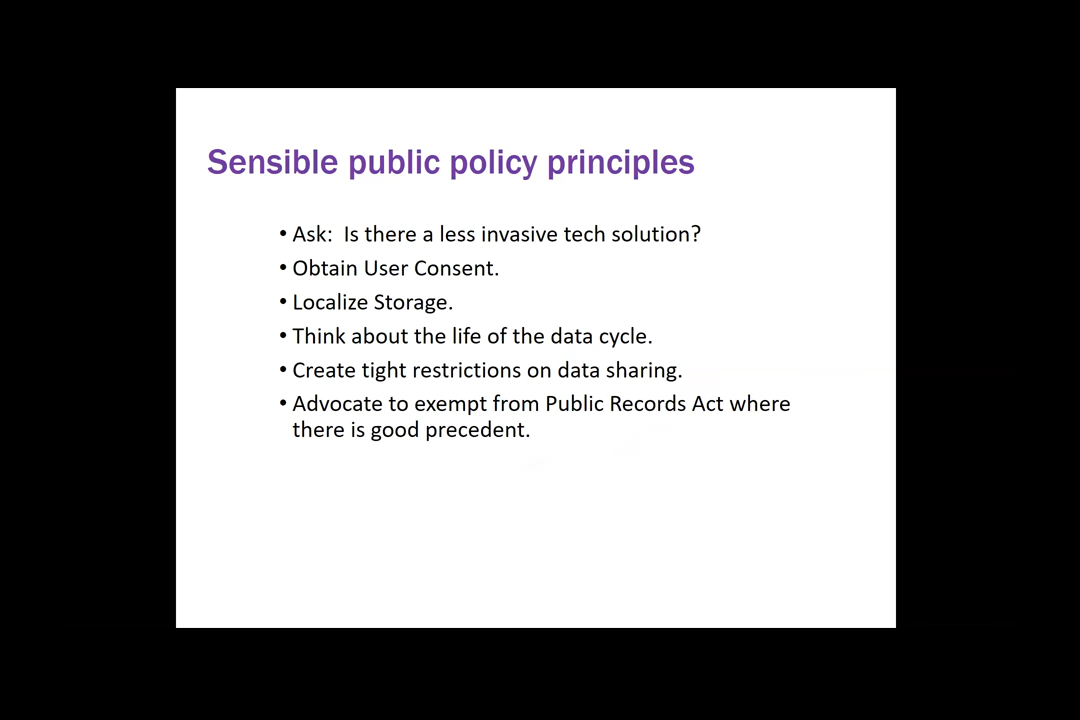 Sensible public policy principles
• Ask:  Is there a less invasive tech solution?
• Obtain User Consent.
• Localize Storage.
• Think about the life of the data cycle.
• Create tight restrictions on data sharing.
• Advocate to exempt from Public Records Act where
there is good precedent.